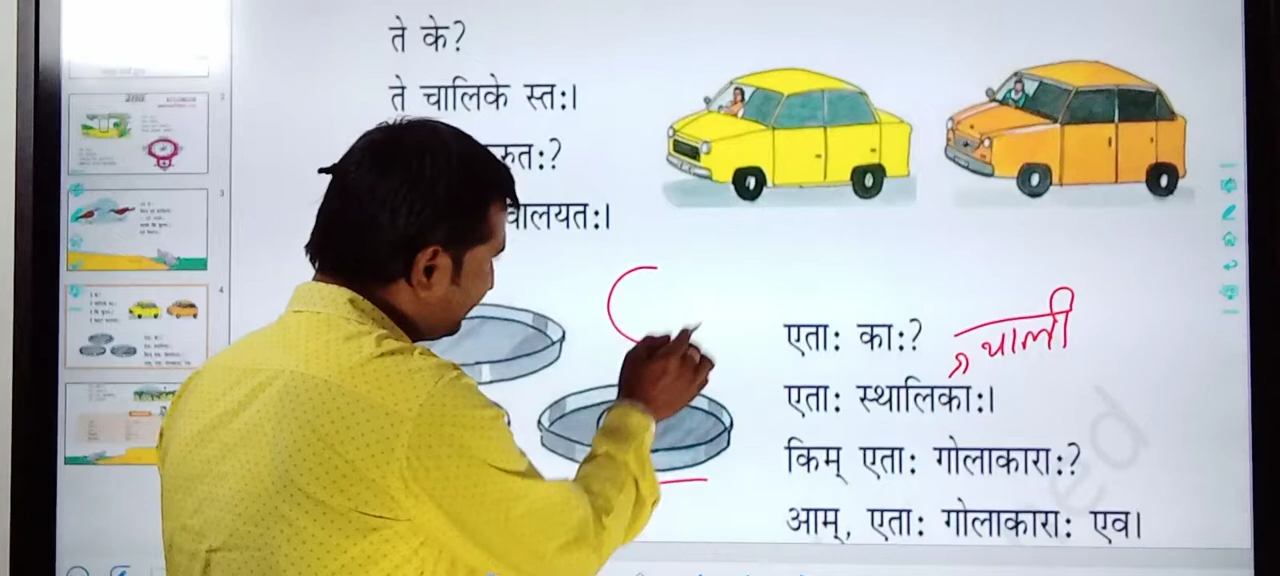 ते के?
ते चालिके स्तः।
रुतः?
चालयतः।
एताः काः?
थाली
एताः स्थालिकाः।
किम् एताः गोलाकाराः?
आम्, एताः गोलाकाराः एव।